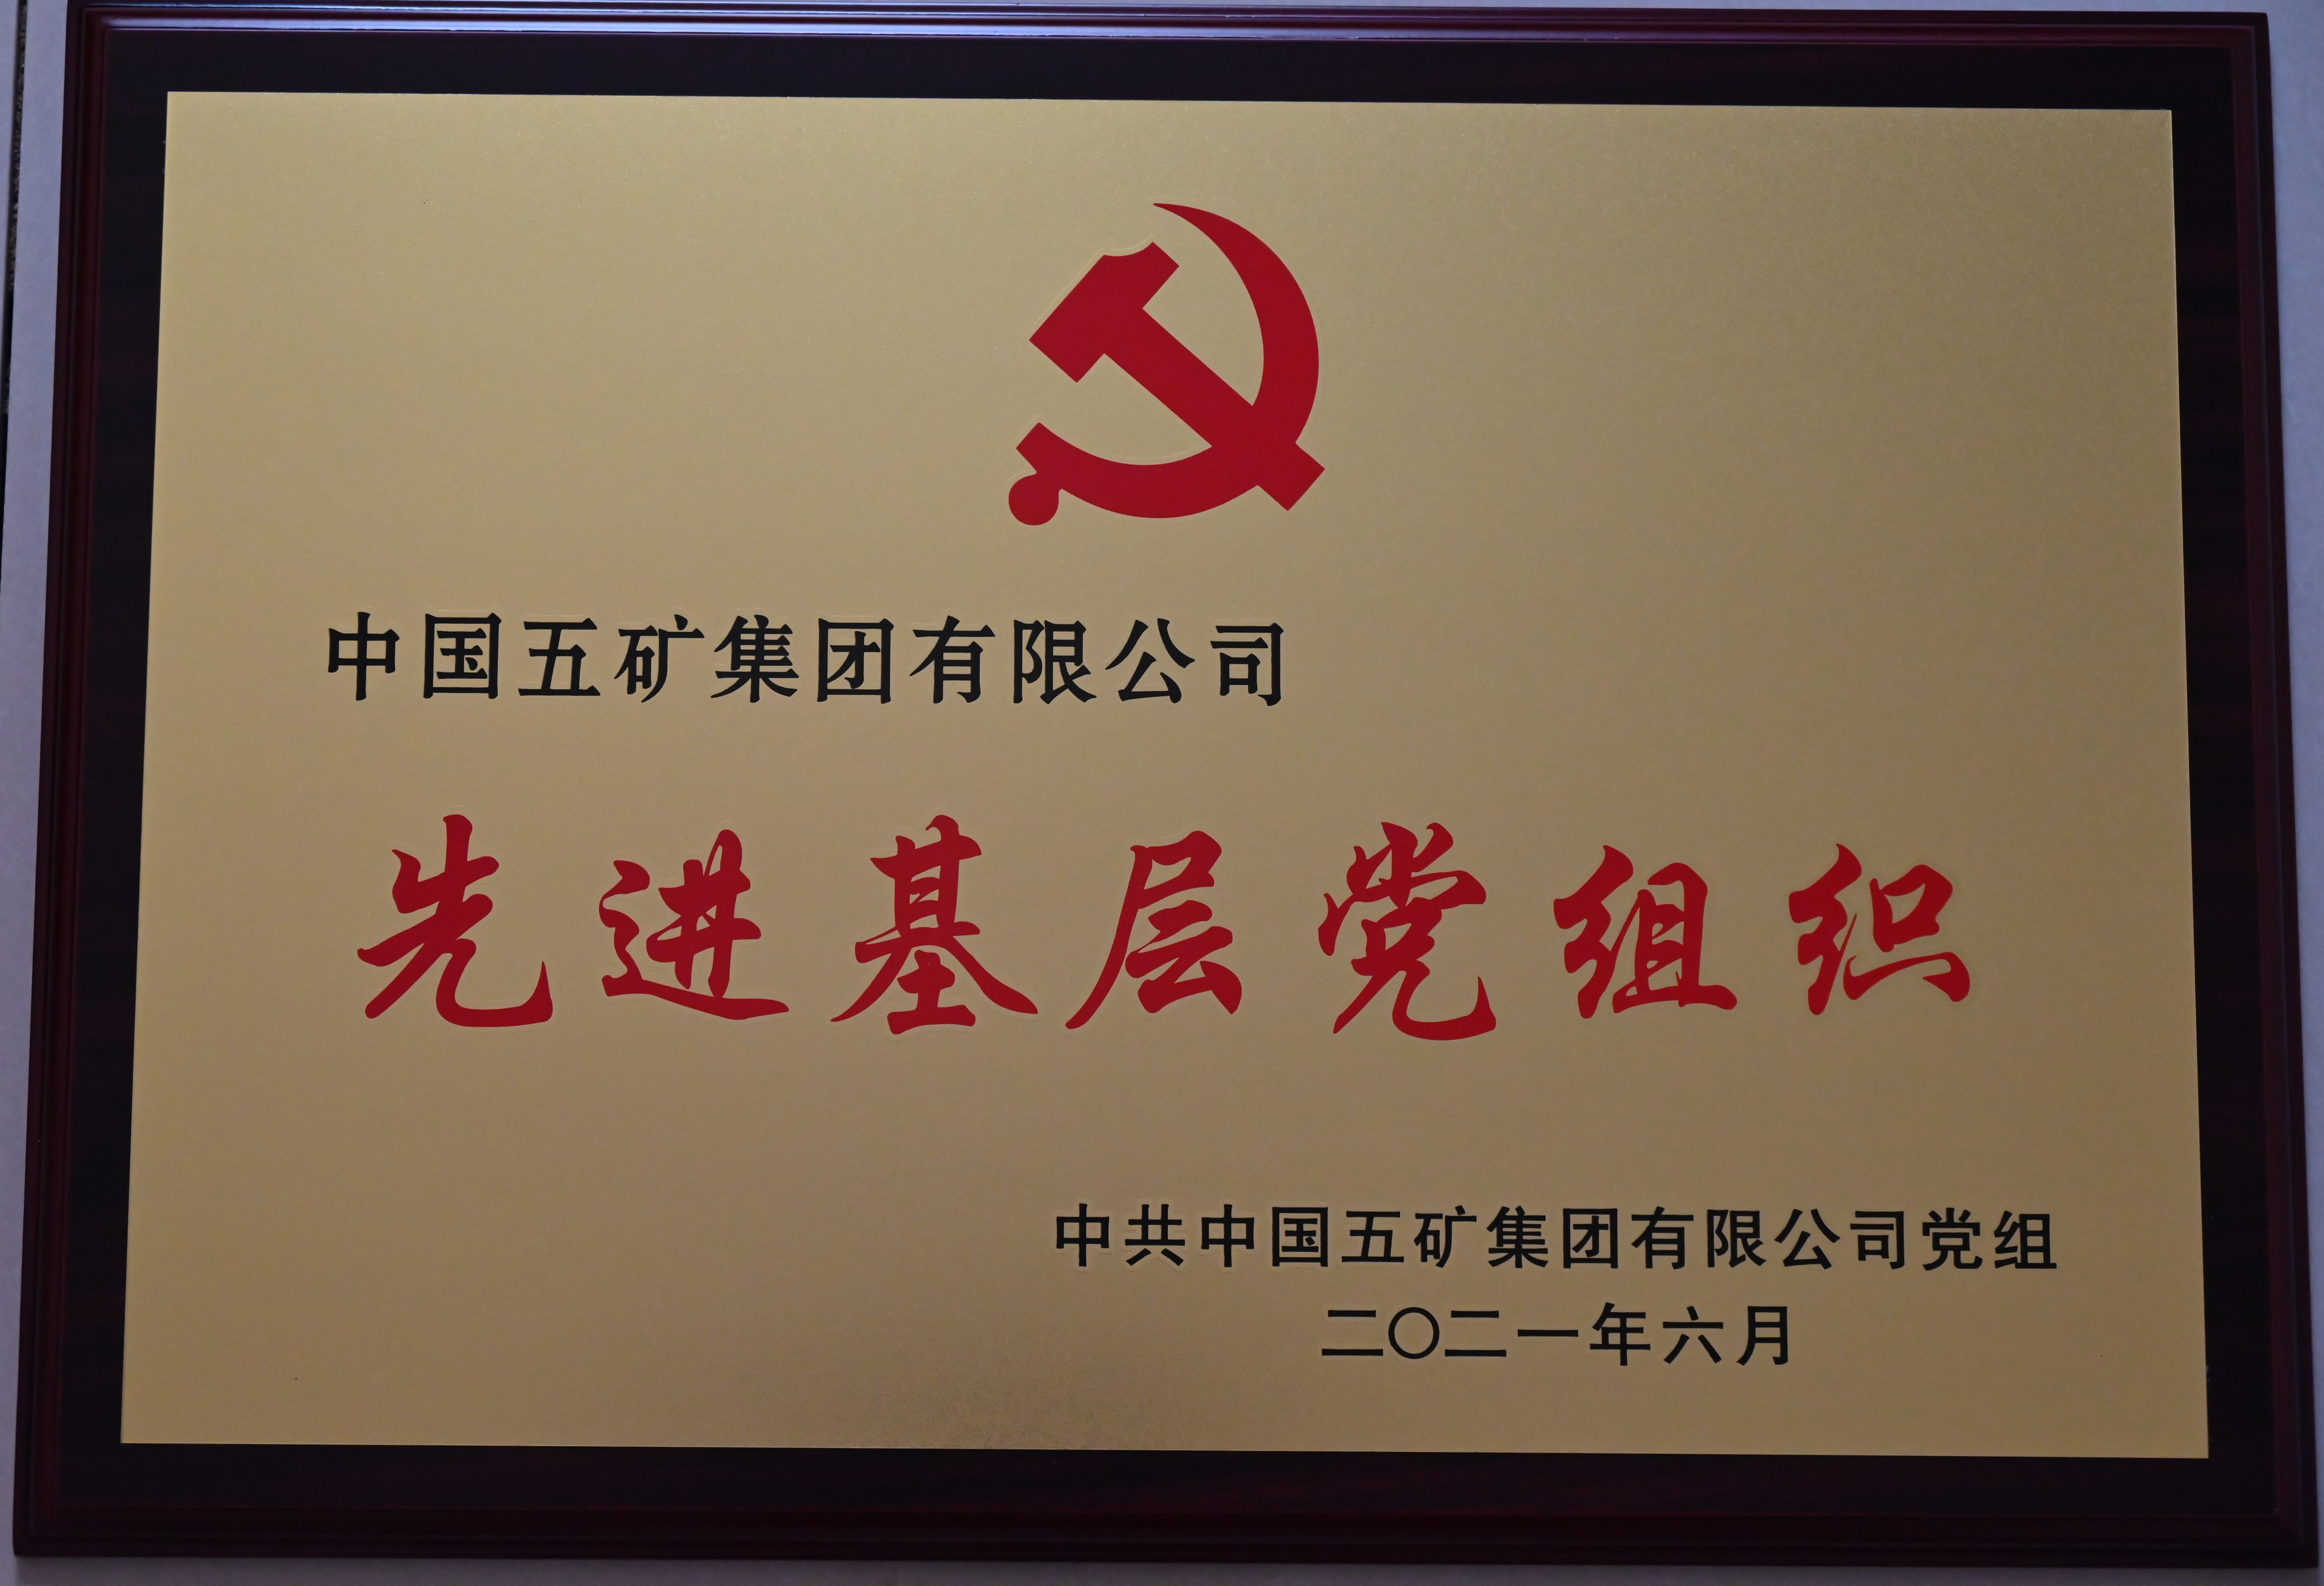 中国五矿集团有限公司
先进基层党组织
中共中国五矿集团有限公司党组
二〇二一年六月